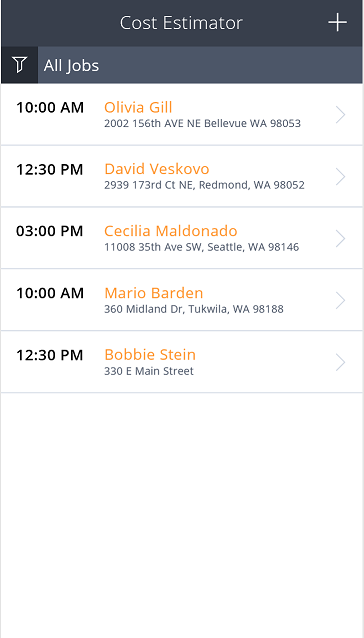 Cost Estimator
All Jobs
10:00 AM
Olivia Gill
2002 156th AVE NE Bellevue WA 98053
12:30 PM
David Veskovo
2939 173rd Ct NE, Redmond, WA 98052
03:00 PM
Cecilia Maldonado
11008 35th Ave SW, Seattle, WA 98146
10:00 AM
Mario Barden
360 Midland Dr, Tukwila, WA 98188
12:30 PM
Bobbie Stein
330 E Main Street